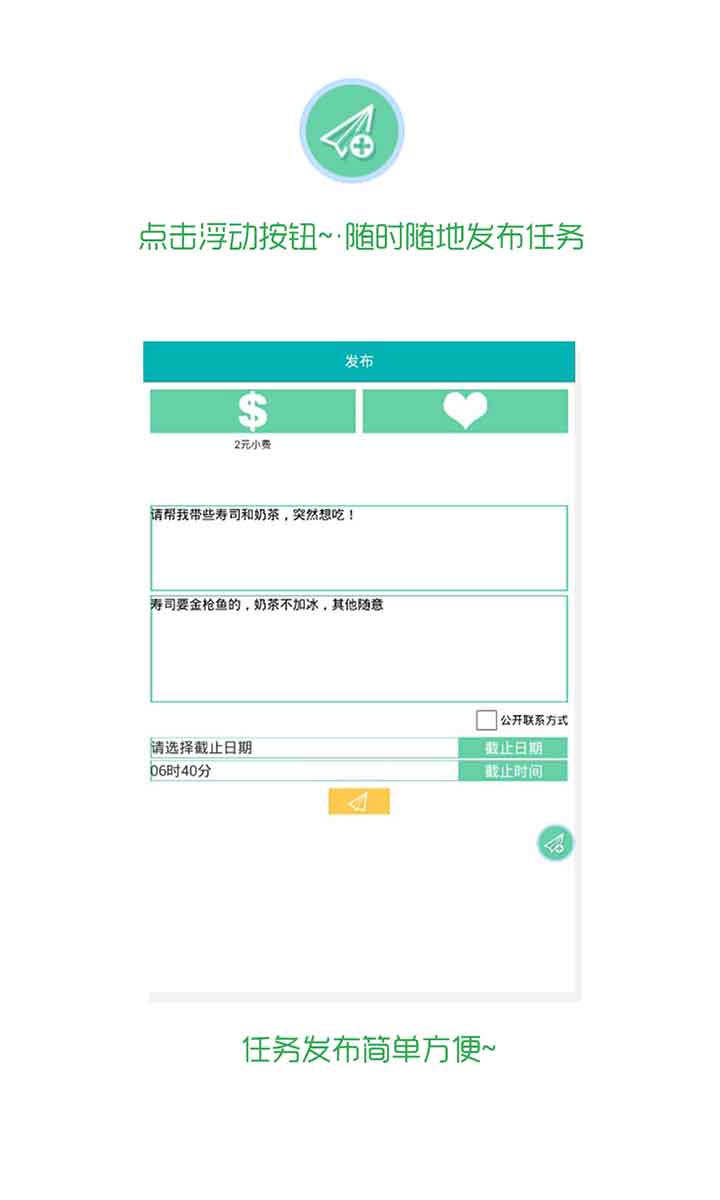 点击浮动按钮~·随时随地发布任务
发布
$
2元小费
请帮我带些寿司和奶茶，突然想吃！
寿司要金枪鱼的，奶茶不加冰，其他随意
公开联系方式
请选择截止日期 截止日期
06时40分 截止时间
任务发布简单方便~